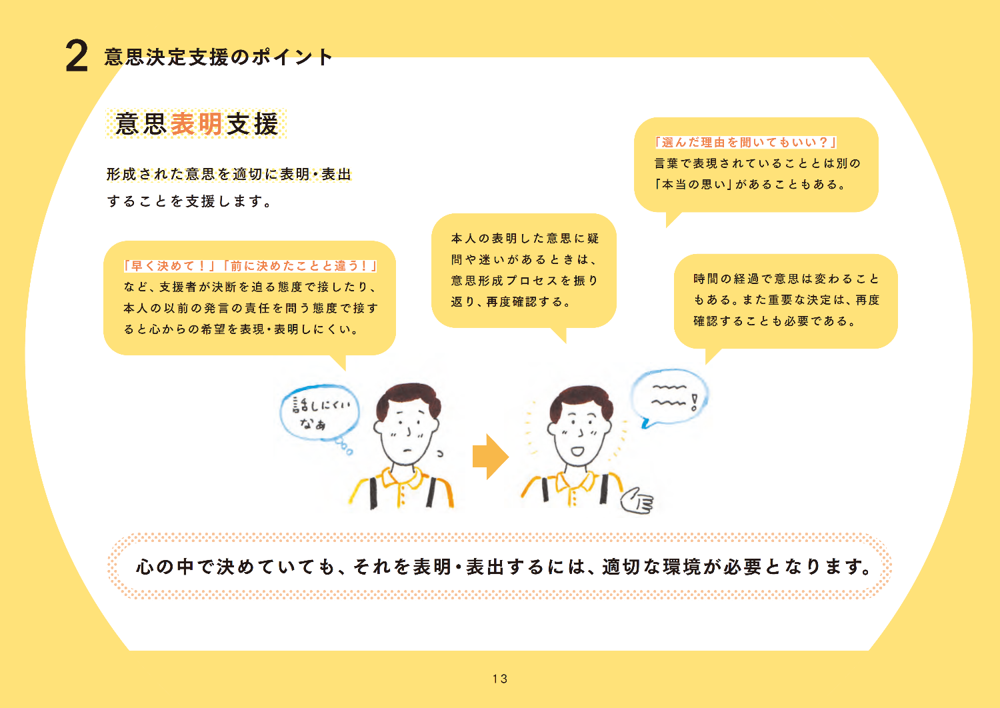 2 意思決定支援のポイント
意思表明支援
形成された意思を適切に表明・表出
することを支援します。
「早く決めて！」「前に決めたことと違う！」
など、支援者が決断を迫る態度で接したり、
本人の以前の発言の責任を問う態度で接す
ると心からの希望を表現・表明しにくい。
本人の表明した意思に疑
問や迷いがあるときは、
意思形成プロセスを振り
返り、再度確認する。
「選んだ理由を聞いてもいい？」
言葉で表現されていることとは別の
「本当の思い」があることもある。
時間の経過で意思は変わること
もある。また重要な決定は、再度
確認することも必要である。
話しにくい
なぁ
心の中で決めていても、それを表明・表出するには、適切な環境が必要となります。
13